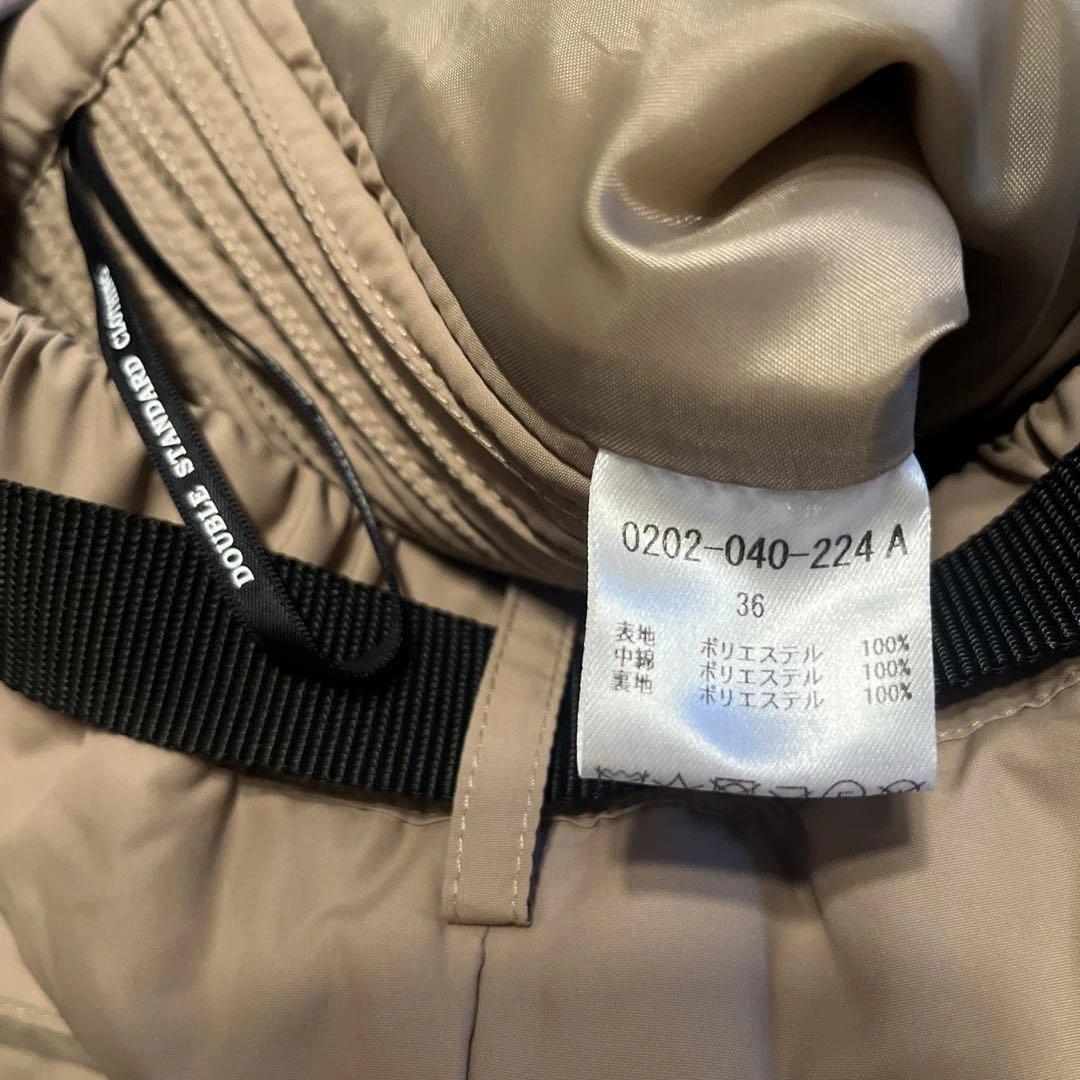 DOUBLE STANDARD CLOTHING
0202-040-224 A
36
表地 ポリエステル 100%
中綿 ポリエステル 100%
裏地 ポリエステル 100%